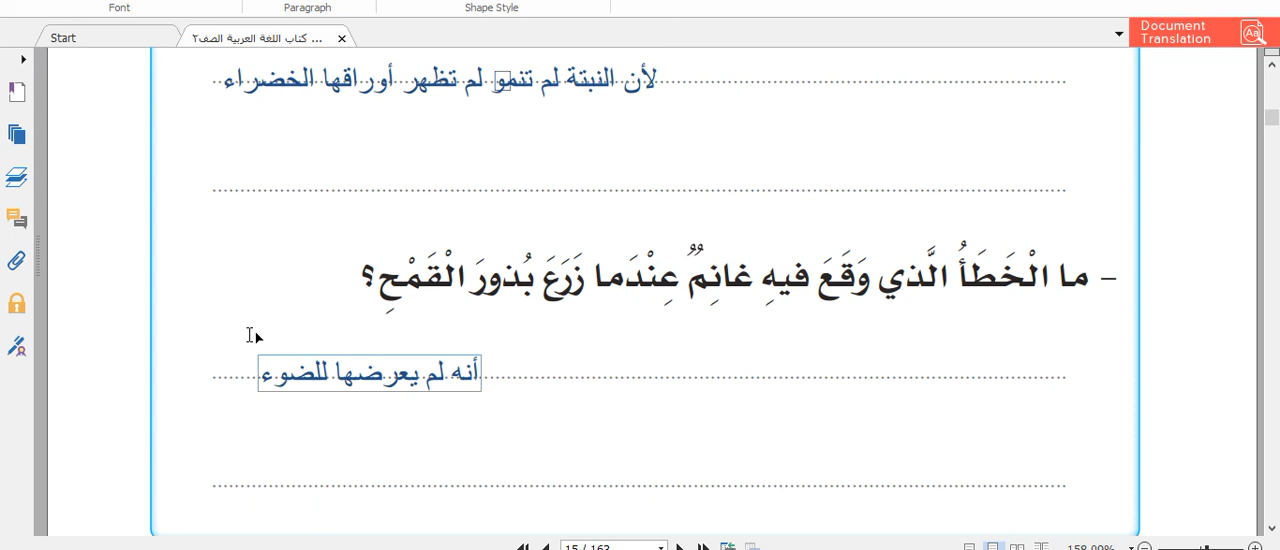 Font Paragraph Shape Style
Start
... كتاب اللغة العربية الصف٢
Document
Translation
لأن النبتة لم تنمو لم تظهر أوراقها الخضراء
– ما الْخَطَأُ الَّذي وَقَعَ فيهِ غانِمٌ عِنْدَما زَرَعَ بُذورَ الْقَمْحِ؟
أنه لم يعرضها للضوء
15 / 163 158.09%